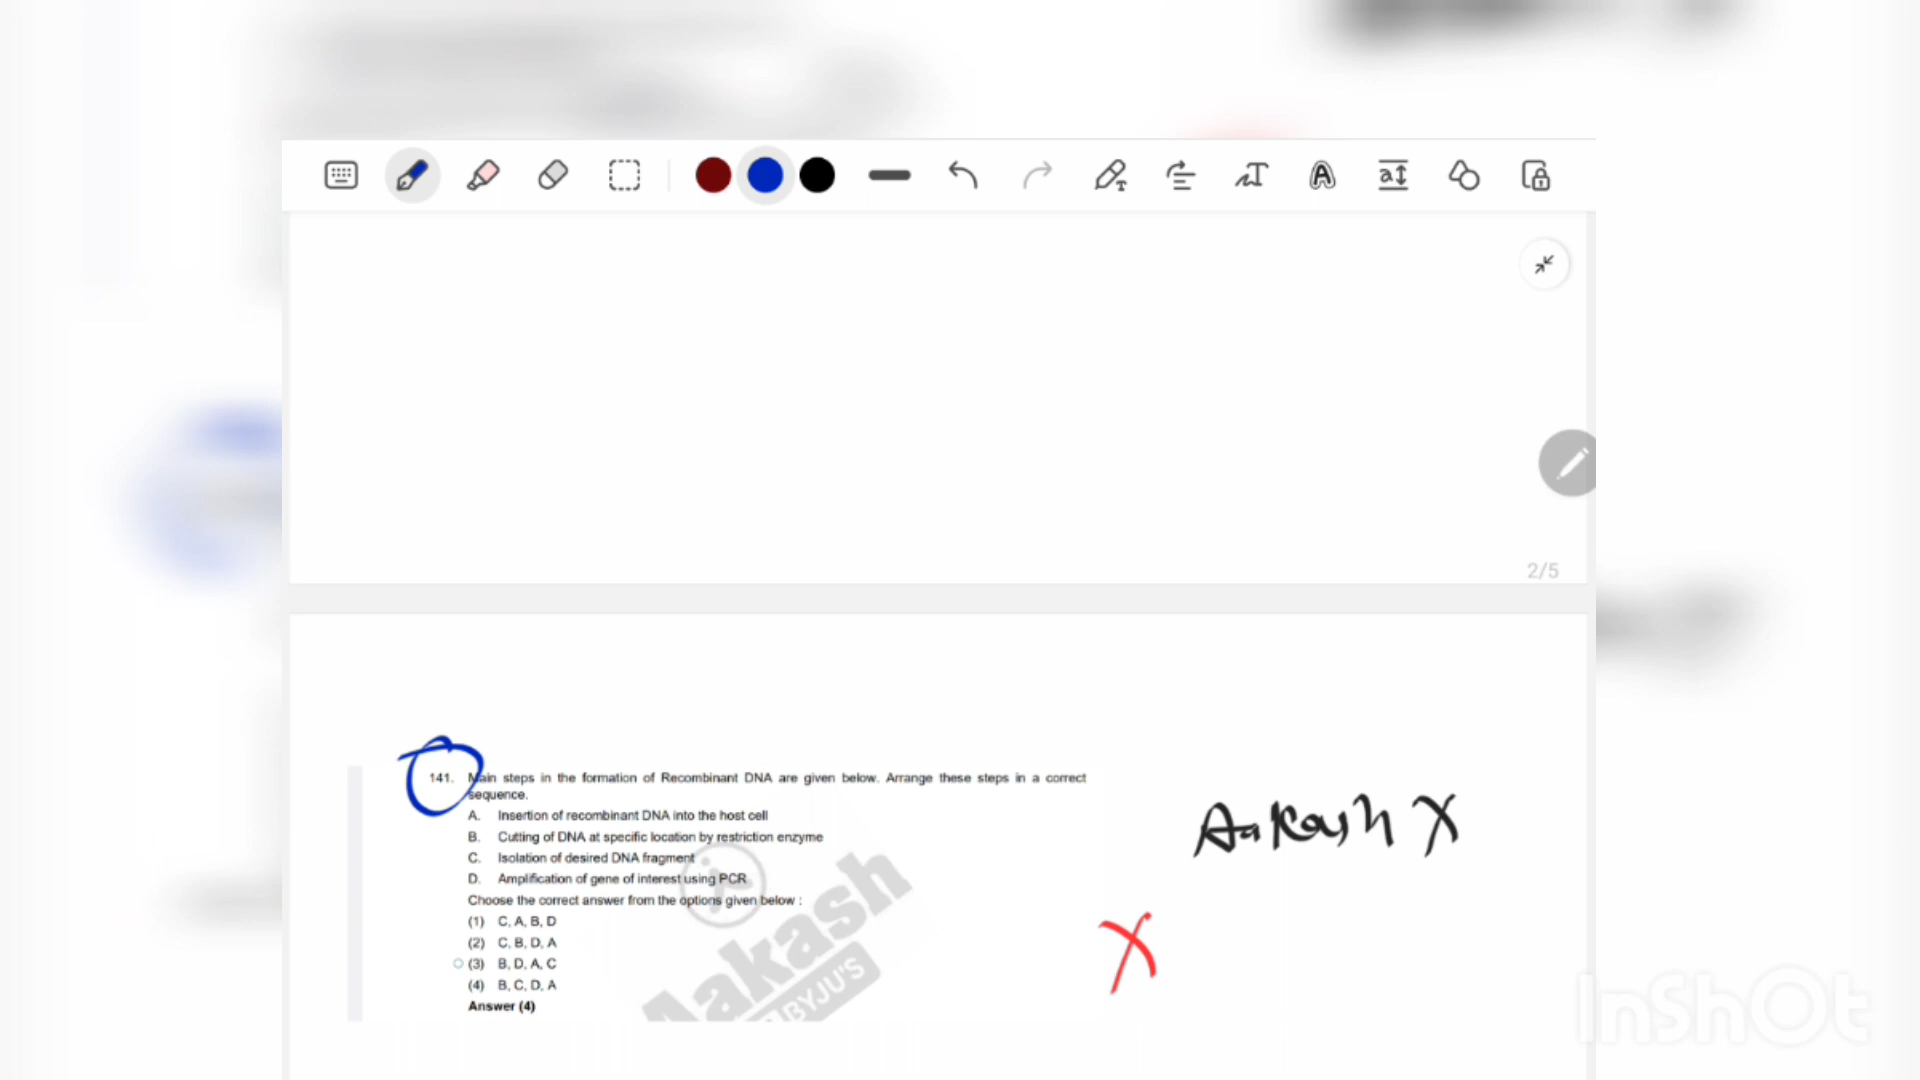 2/5
141. Main steps in the formation of Recombinant DNA are given below. Arrange these steps in a correct
sequence.
A. Insertion of recombinant DNA into the host cell
B. Cutting of DNA at specific location by restriction enzyme
C. Isolation of desired DNA fragment
D. Amplification of gene of interest using PCR
Choose the correct answer from the options given below :
(1) C, A, B, D
(2) C, B, D, A
(3) B, D, A, C
(4) B, C, D, A
Answer (4)
Aakash X
X
Aakash
BYJU'S
InShOt